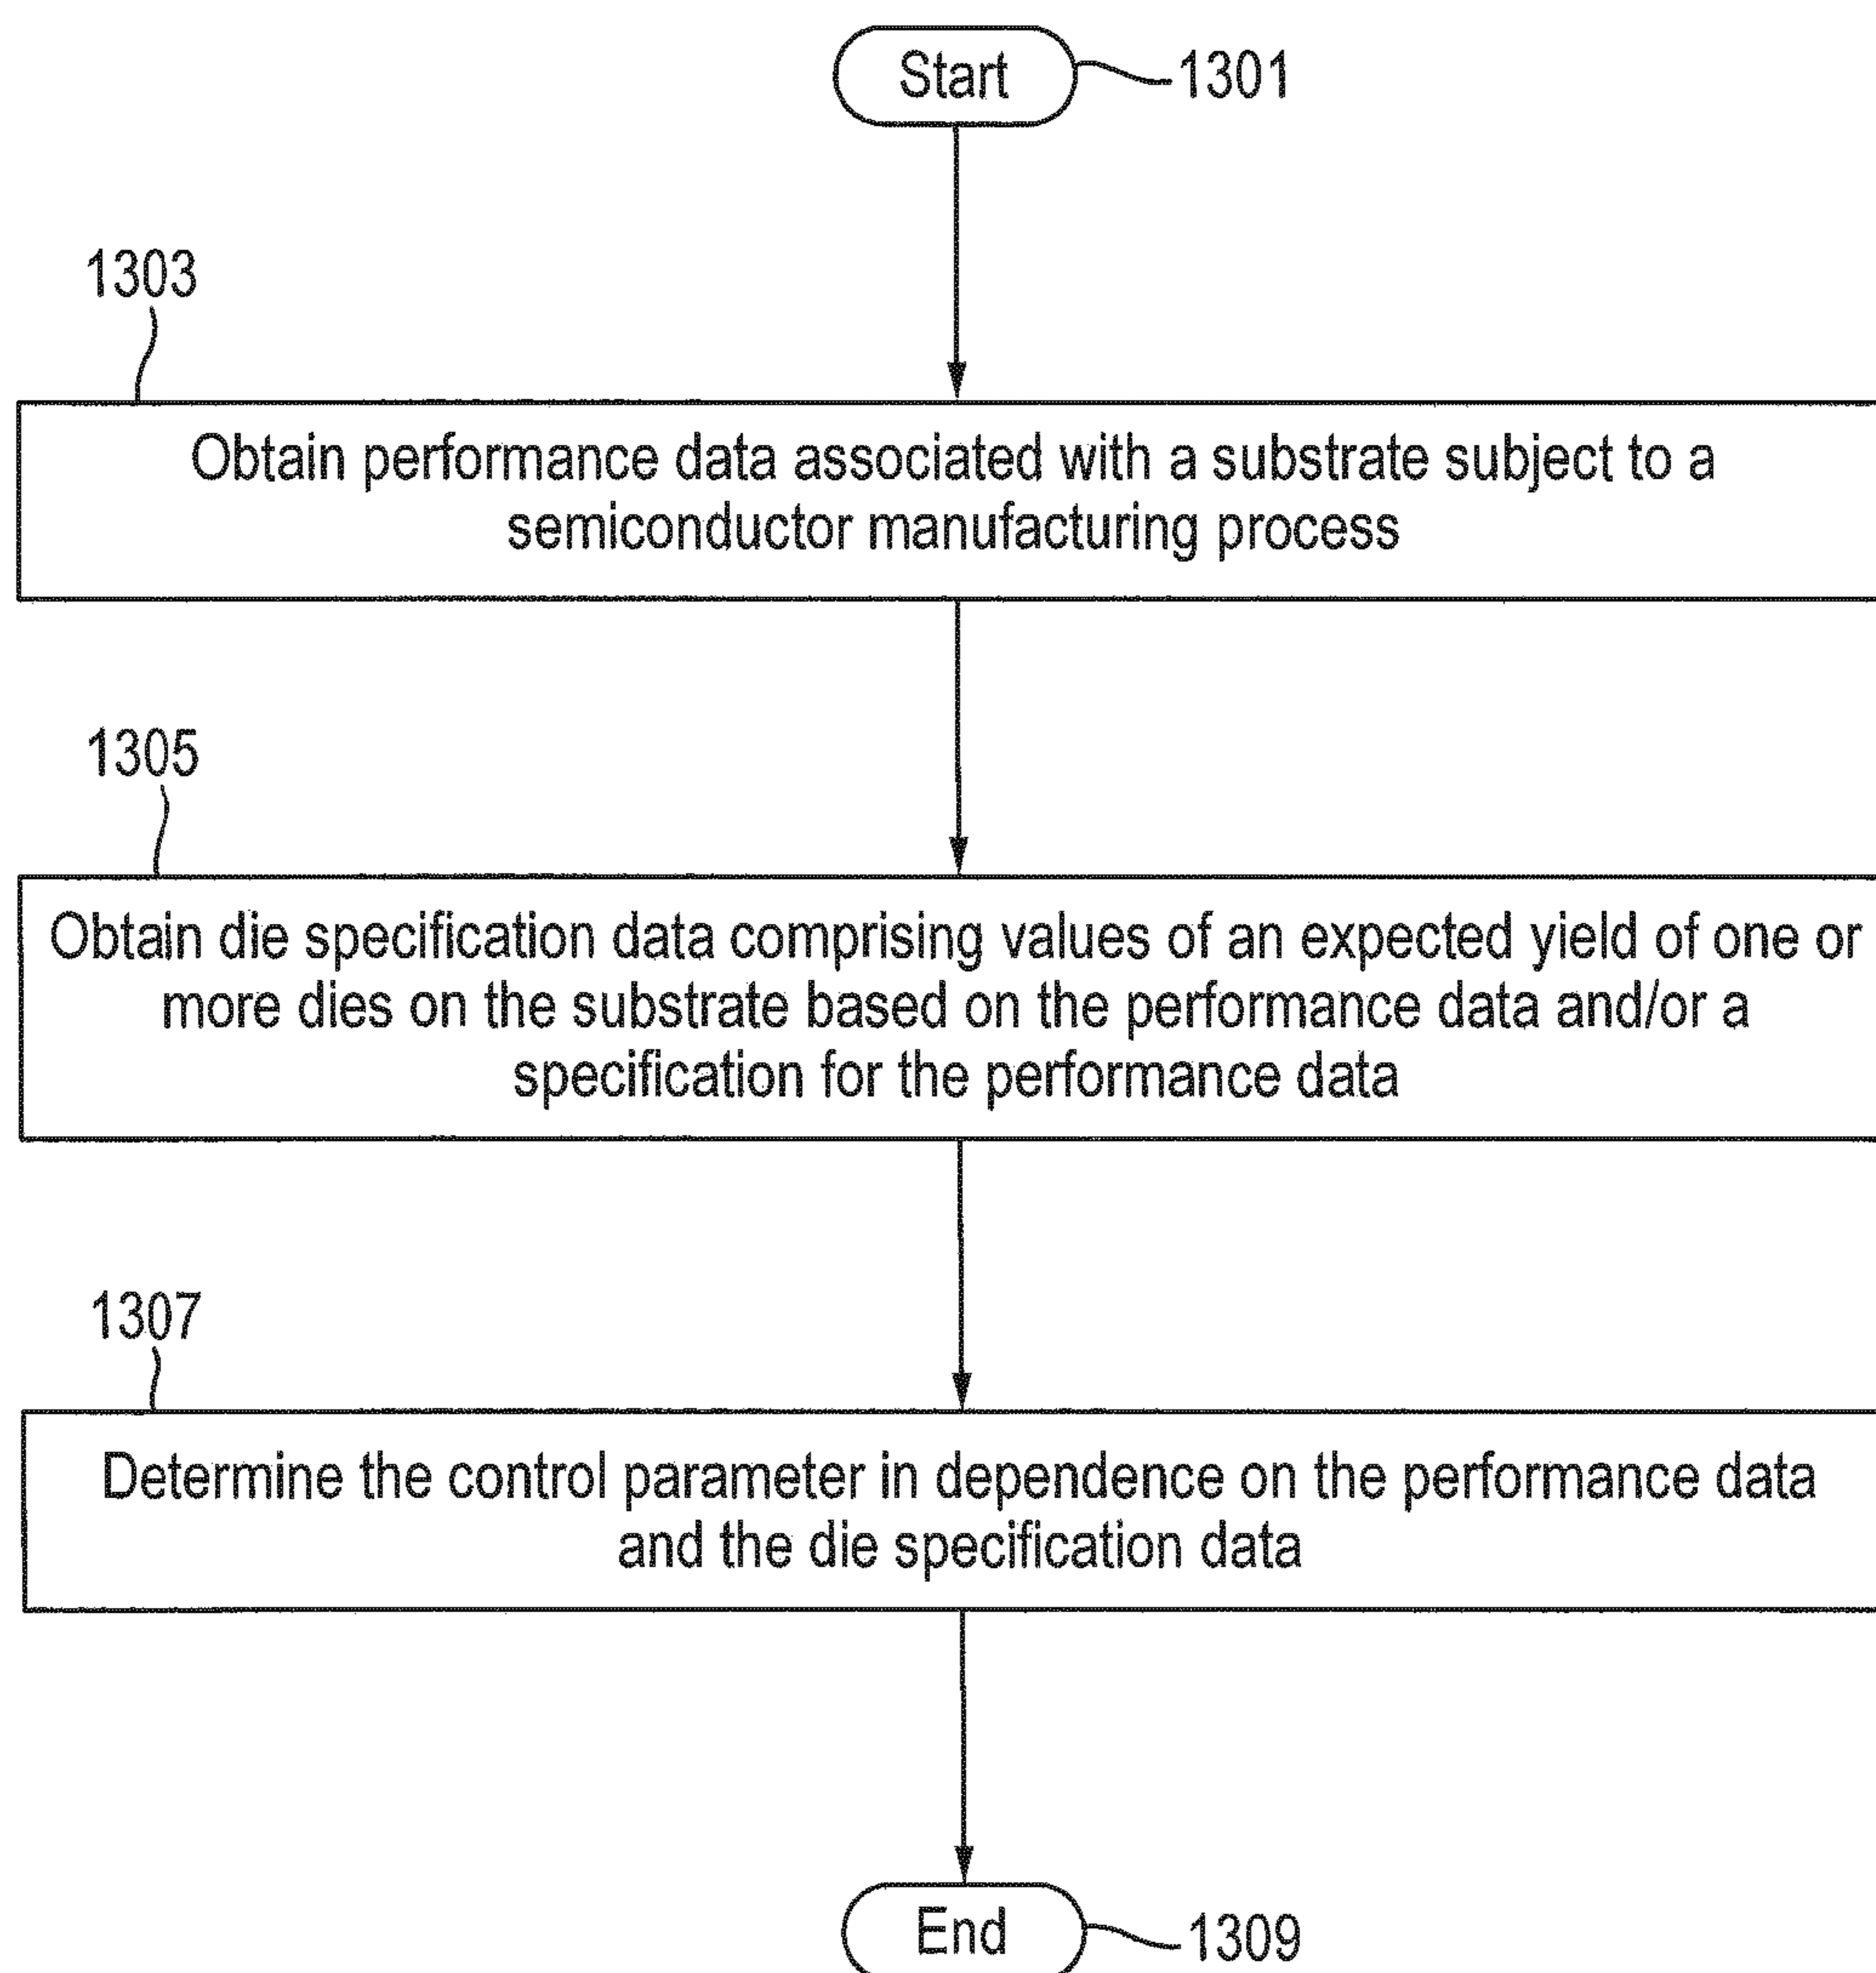 Start
1301
1303
Obtain performance data associated with a substrate subject to a
semiconductor manufacturing process
1305
Obtain die specification data comprising values of an expected yield of one or
more dies on the substrate based on the performance data and/or a
specification for the performance data
1307
Determine the control parameter in dependence on the performance data
and the die specification data
End
1309